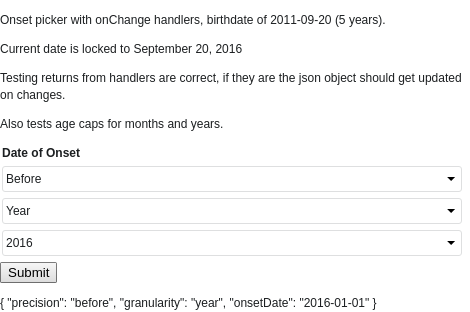 Onset picker with onChange handlers, birthdate of 2011-09-20 (5 years).
Current date is locked to September 20, 2016
Testing returns from handlers are correct, if they are the json object should get updated
on changes.
Also tests age caps for months and years.
Date of Onset
Before
Year
2016
Submit
{ "precision": "before", "granularity": "year", "onsetDate": "2016-01-01" }